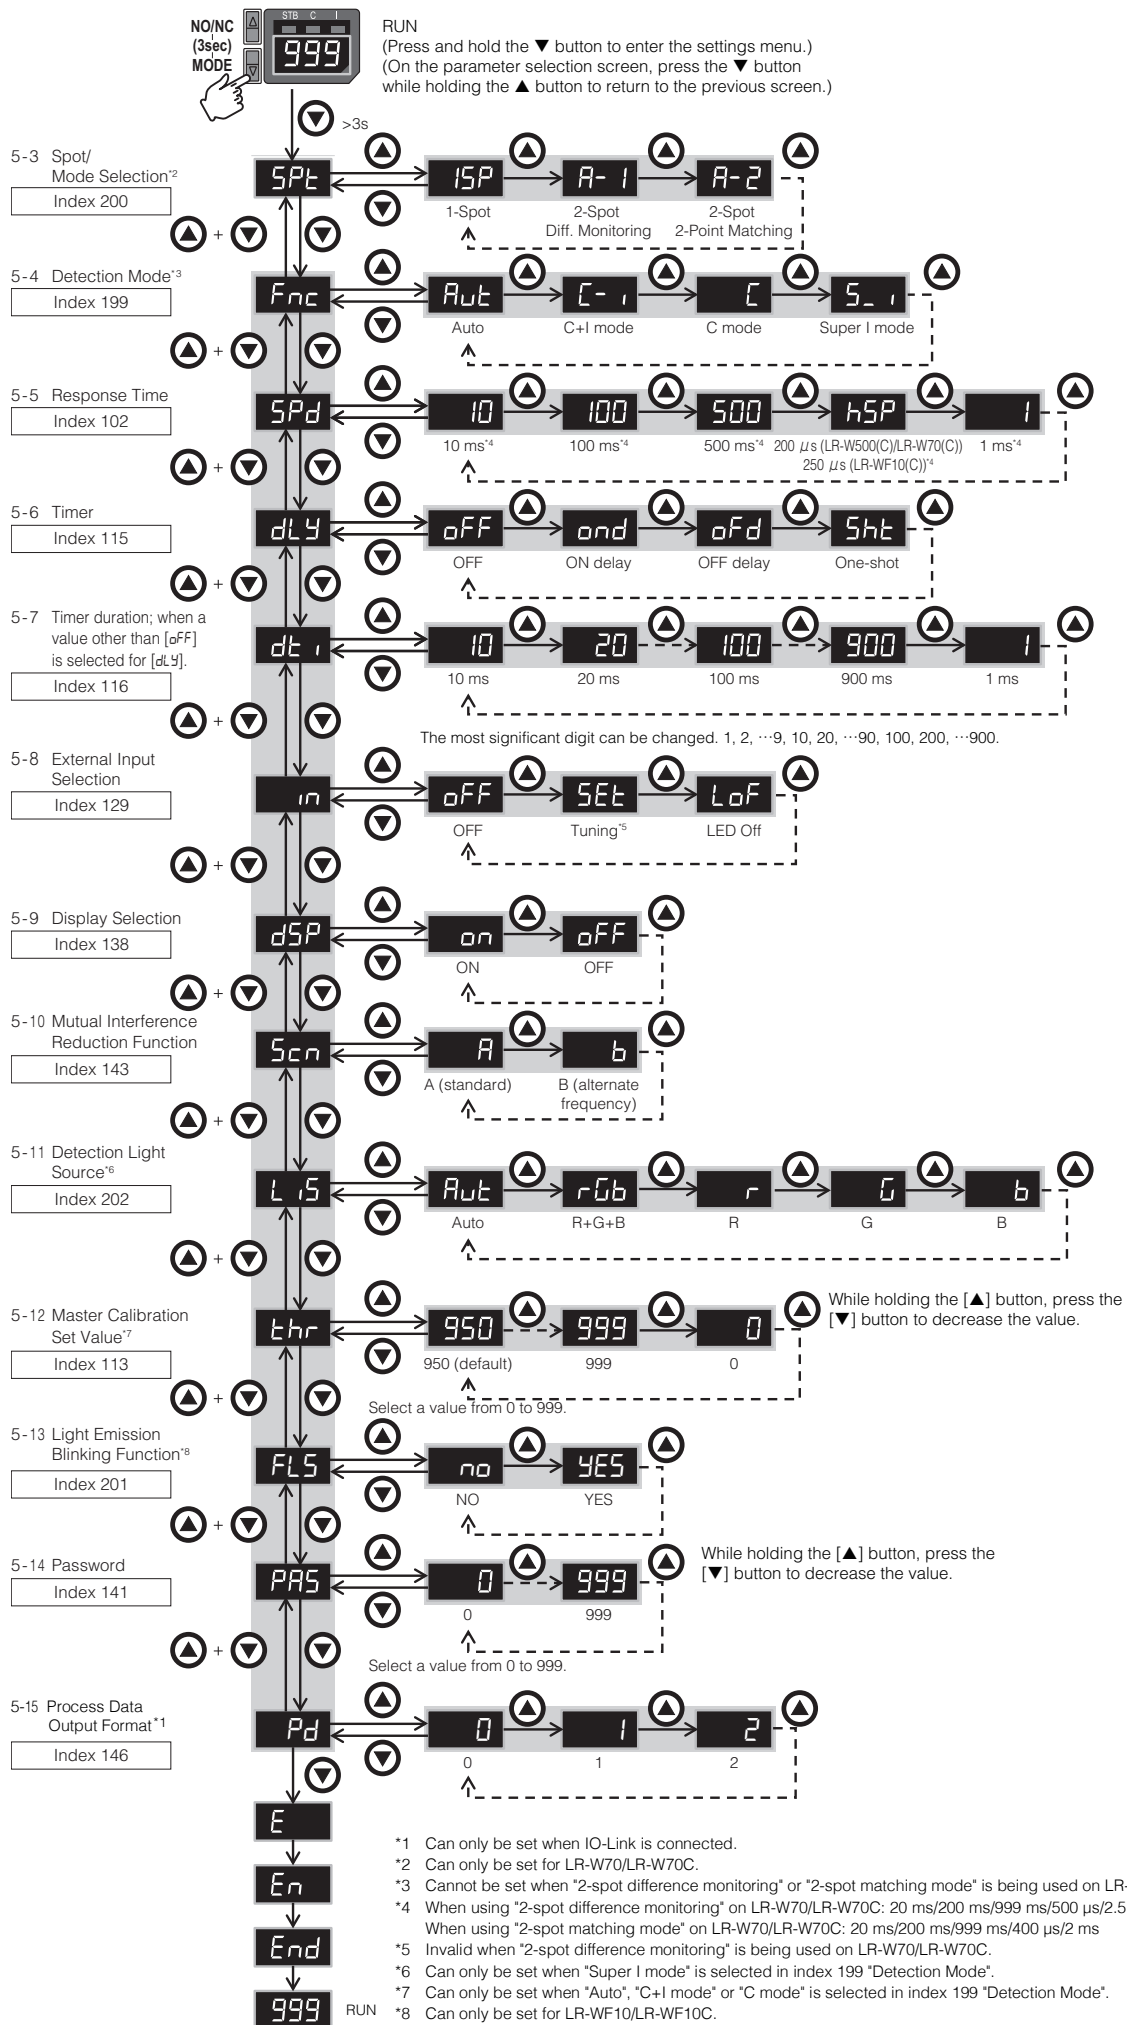 NO/NC
(3sec)
MODE
STB C I
999
RUN
(Press and hold the ▼ button to enter the settings menu.)
(On the parameter selection screen, press the ▼ button
while holding the ▲ button to return to the previous screen.)
>3s
5-3 Spot/
Mode Selection*2
Index 200
SPt
1SP
A-1
A-2
1-Spot
2-Spot
Diff. Monitoring
2-Spot
2-Point Matching
+
5-4 Detection Mode*3
Index 199
Fnc
Aut
C-i
C
S_i
Auto
C+I mode
C mode
Super I mode
+
5-5 Response Time
Index 102
SPd
10
100
500
hSP
1
10 ms*4
100 ms*4
500 ms*4
200 µs (LR-W500(C)/LR-W70(C))
250 µs (LR-WF10(C))*4
1 ms*4
+
5-6 Timer
Index 115
dLY
oFF
ond
oFd
Sht
OFF
ON delay
OFF delay
One-shot
+
5-7 Timer duration; when a
value other than [oFF]
is selected for [dLY].
Index 116
dti
10
20
100
900
1
10 ms
20 ms
100 ms
900 ms
1 ms
+
The most significant digit can be changed. 1, 2, ···9, 10, 20, ···90, 100, 200, ···900.
5-8 External Input
Selection
Index 129
in
oFF
SEt
LoF
OFF
Tuning*5
LED Off
+
5-9 Display Selection
Index 138
dSP
on
oFF
ON
OFF
+
5-10 Mutual Interference
Reduction Function
Index 143
Scn
A
b
A (standard)
B (alternate
frequency)
+
5-11 Detection Light
Source*6
Index 202
LiS
Aut
rGb
r
G
b
Auto
R+G+B
R
G
B
+
5-12 Master Calibration
Set Value*7
Index 113
thr
950
999
0
950 (default)
999
0
While holding the [▲] button, press the
[▼] button to decrease the value.
+
Select a value from 0 to 999.
5-13 Light Emission
Blinking Function*8
Index 201
FLS
no
YES
NO
YES
+
5-14 Password
Index 141
PAS
0
999
0
999
While holding the [▲] button, press the
[▼] button to decrease the value.
+
Select a value from 0 to 999.
5-15 Process Data
Output Format*1
Index 146
Pd
0
1
2
0
1
2
E
En
End
999
RUN
*1 Can only be set when IO-Link is connected.
*2 Can only be set for LR-W70/LR-W70C.
*3 Cannot be set when "2-spot difference monitoring" or "2-spot matching mode" is being used on LR-
*4 When using "2-spot difference monitoring" on LR-W70/LR-W70C: 20 ms/200 ms/999 ms/500 µs/2.5
When using "2-spot matching mode" on LR-W70/LR-W70C: 20 ms/200 ms/999 ms/400 µs/2 ms
*5 Invalid when "2-spot difference monitoring" is being used on LR-W70/LR-W70C.
*6 Can only be set when "Super I mode" is selected in index 199 "Detection Mode".
*7 Can only be set when "Auto", "C+I mode" or "C mode" is selected in index 199 "Detection Mode".
*8 Can only be set for LR-WF10/LR-WF10C.